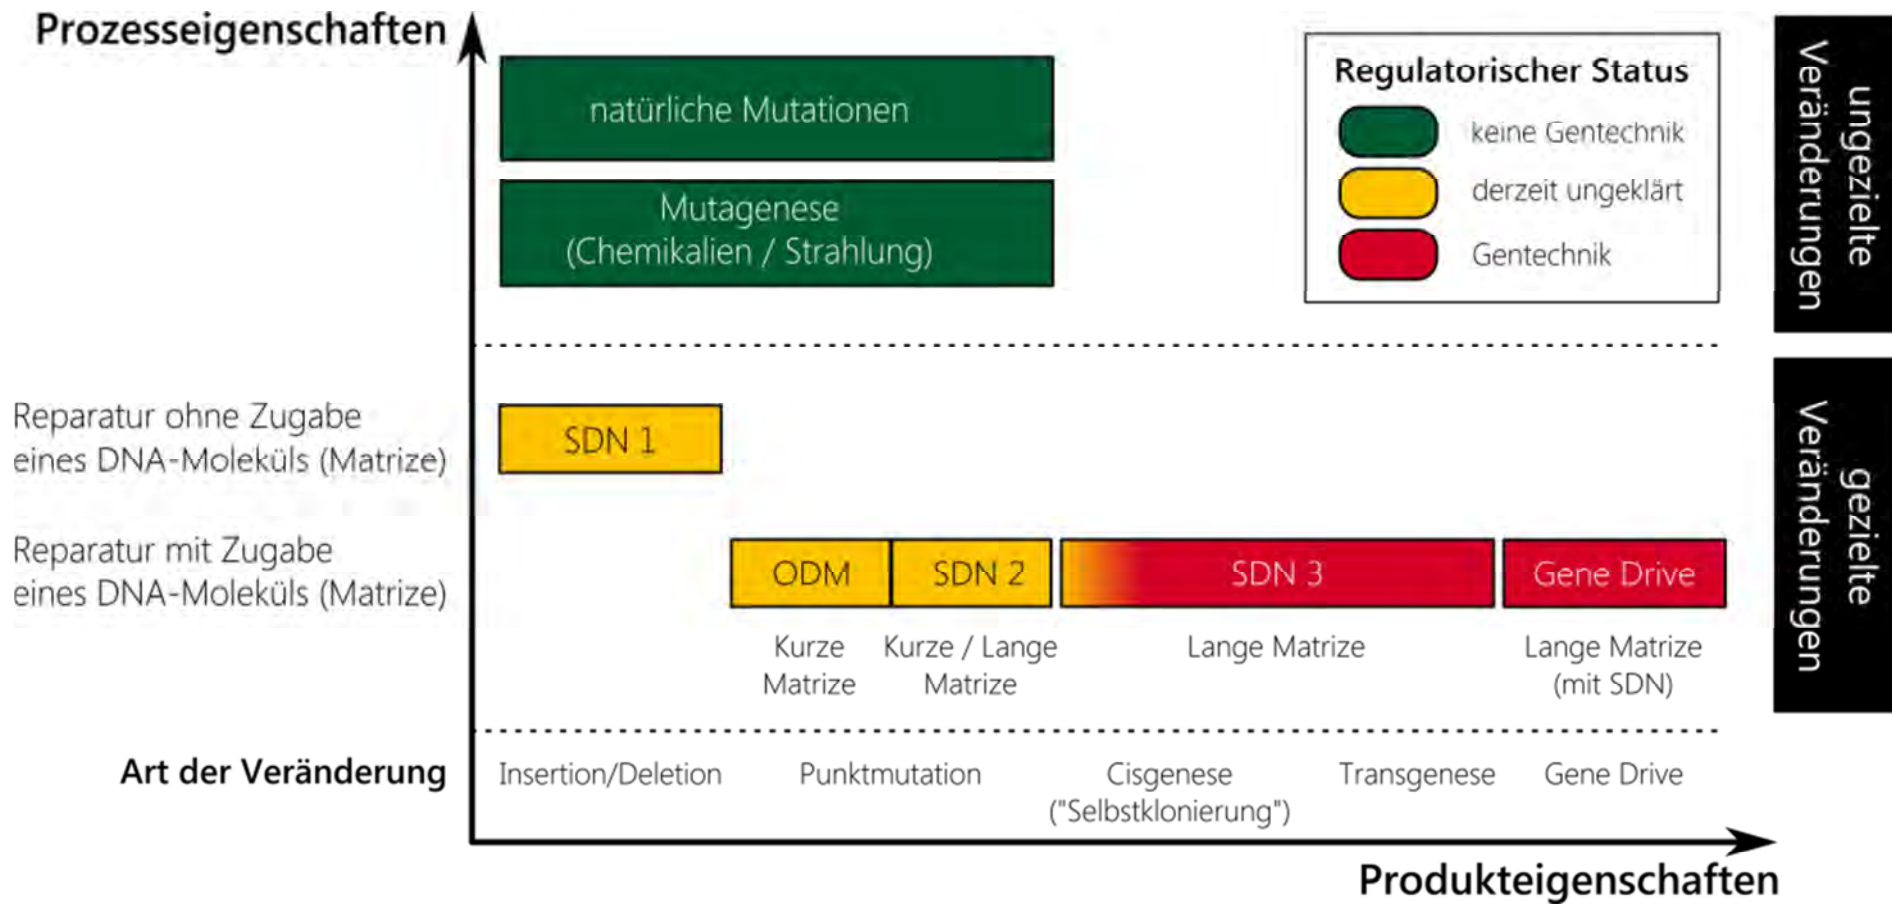 Prozesseigenschaften
natürliche Mutationen
Mutagenese
(Chemikalien / Strahlung)
Regulatorischer Status
keine Gentechnik
derzeit ungeklärt
Gentechnik
ungezielte
Veränderungen
Reparatur ohne Zugabe
eines DNA-Moleküls (Matrize)
SDN 1
Reparatur mit Zugabe
eines DNA-Moleküls (Matrize)
ODM
SDN 2
SDN 3
Gene Drive
Kurze
Matrize
Kurze / Lange
Matrize
Lange Matrize
Lange Matrize
(mit SDN)
gezielte
Veränderungen
Art der Veränderung
Insertion/Deletion
Punktmutation
Cisgenese
("Selbstklonierung")
Transgenese
Gene Drive
Produkteigenschaften